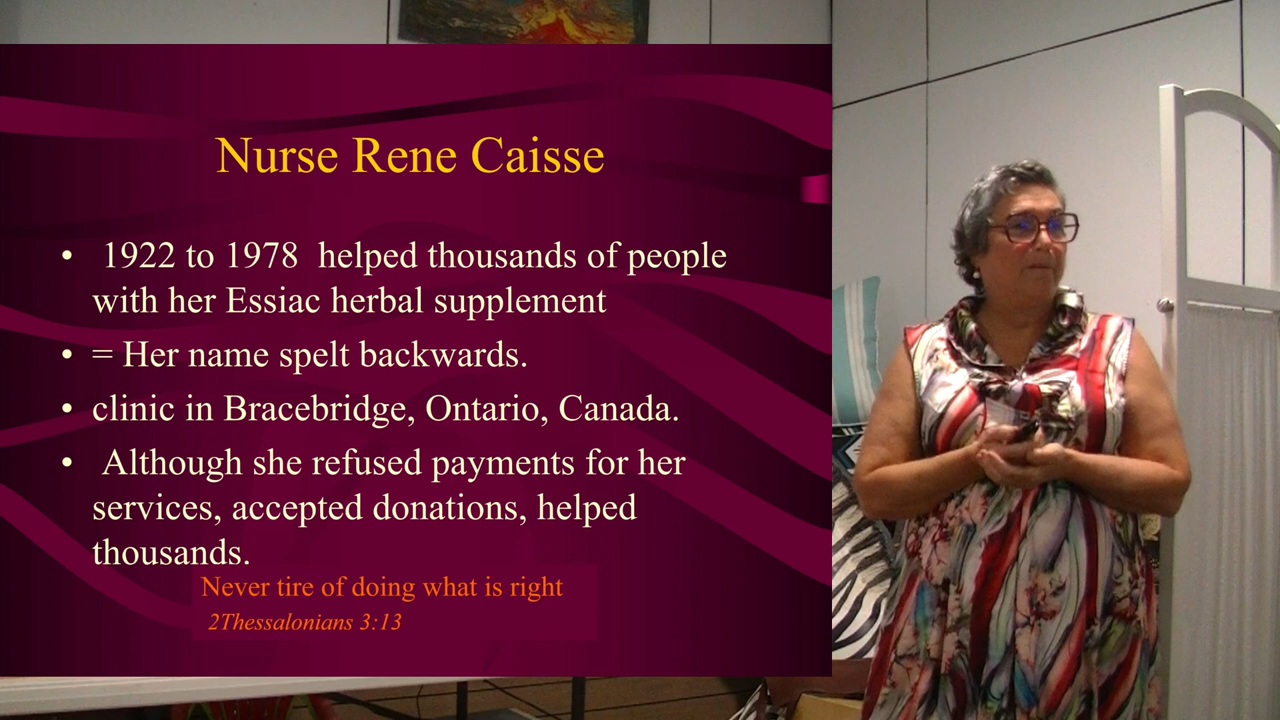 Nurse Rene Caisse
• 1922 to 1978 helped thousands of people
with her Essiac herbal supplement
• = Her name spelt backwards.
• clinic in Bracebridge, Ontario, Canada.
• Although she refused payments for her
services, accepted donations, helped
thousands.
Never tire of doing what is right
2Thessalonians 3:13